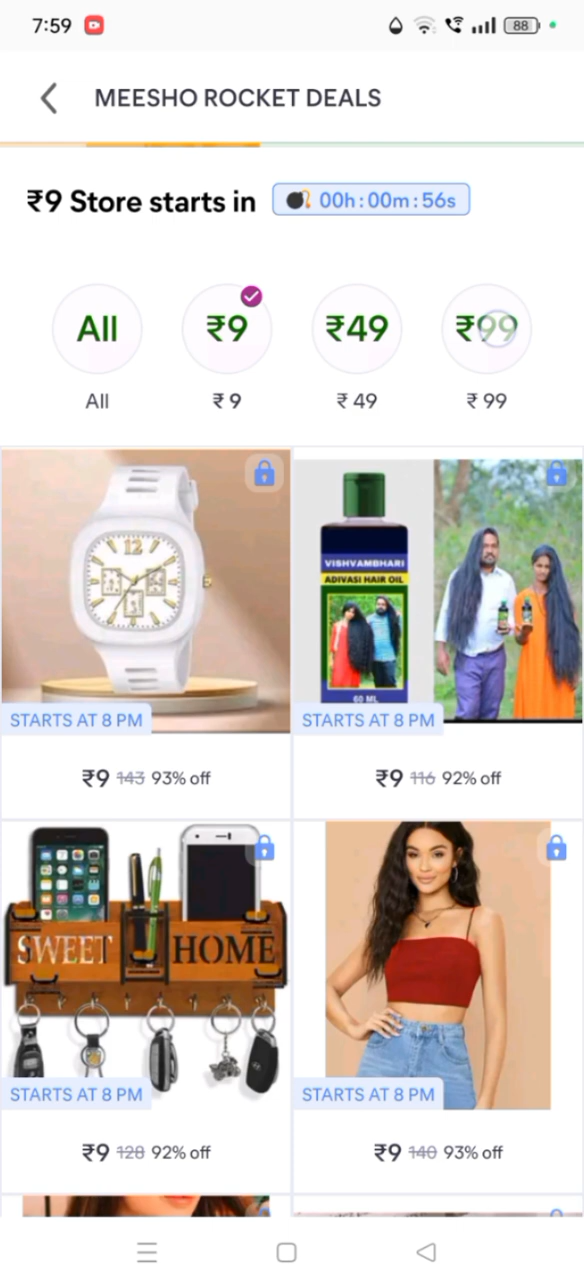 7:59
88
MEESHO ROCKET DEALS
₹9 Store starts in 00h : 00m : 56s
All ₹9 ₹49 ₹99
All ₹ 9 ₹ 49 ₹ 99
12
VISHVAMBHARI
ADIVASI HAIR OIL
60 ML
STARTS AT 8 PM STARTS AT 8 PM
₹9 143 93% off ₹9 116 92% off
SWEET HOME
STARTS AT 8 PM STARTS AT 8 PM
₹9 128 92% off ₹9 140 93% off